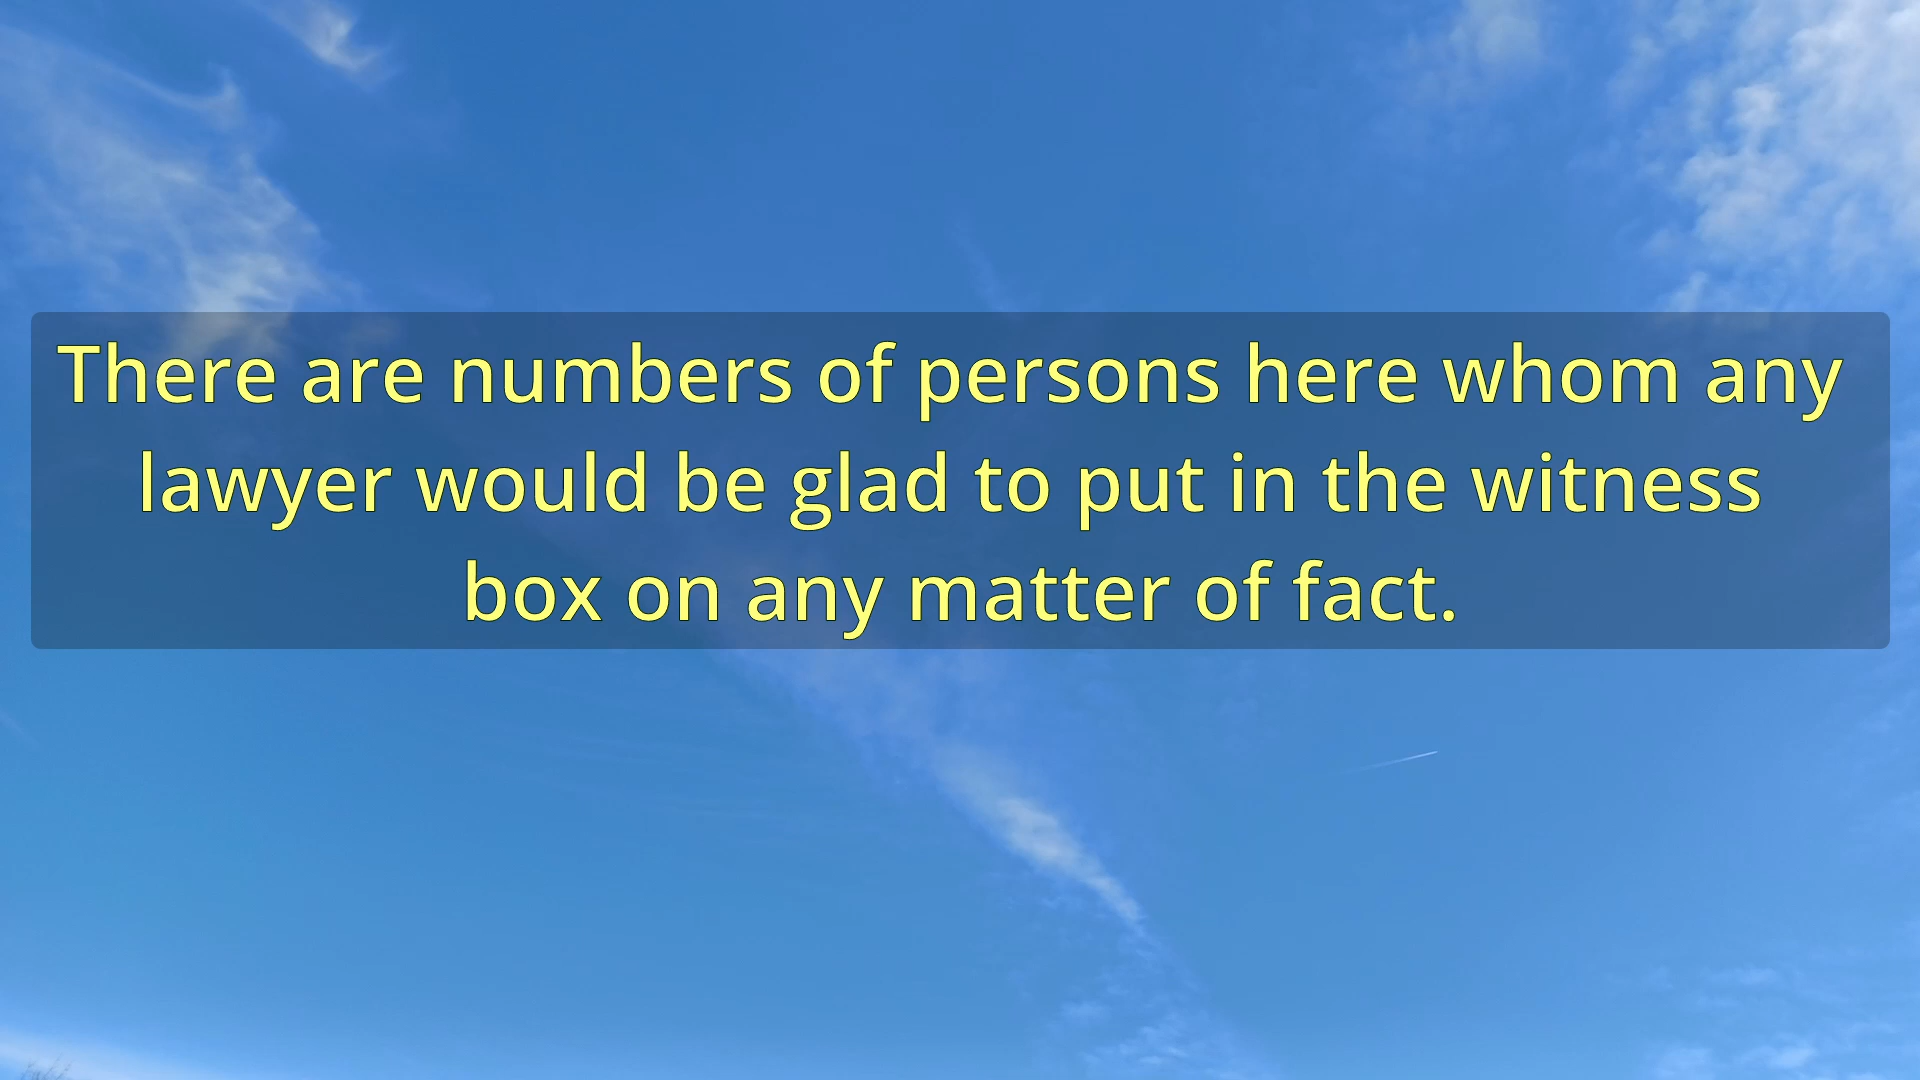 There are numbers of persons here whom any
lawyer would be glad to put in the witness
box on any matter of fact.